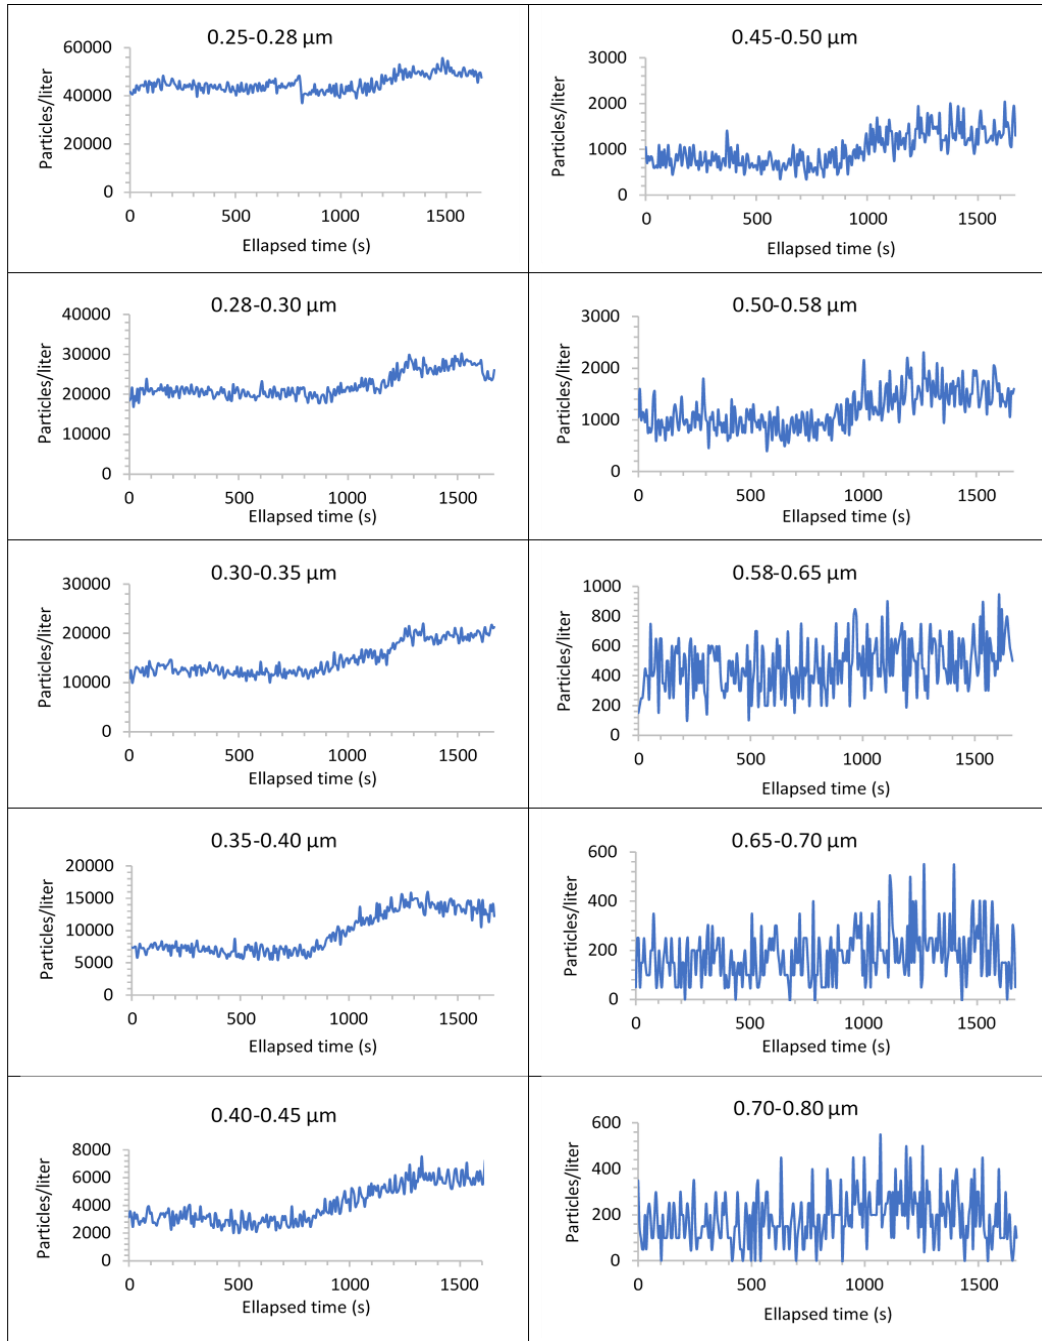 0.25-0.28 µm
60000
40000
20000
0
Particles/liter
0 500 1000 1500
Ellapsed time (s)
0.45-0.50 µm
3000
2000
1000
0
Particles/liter
0 500 1000 1500
Ellapsed time (s)
0.28-0.30 µm
40000
30000
20000
10000
0
Particles/liter
0 500 1000 1500
Ellapsed time (s)
0.50-0.58 µm
3000
2000
1000
0
Particles/liter
0 500 1000 1500
Ellapsed time (s)
0.30-0.35 µm
30000
20000
10000
0
Particles/liter
0 500 1000 1500
Ellapsed time (s)
0.58-0.65 µm
1000
800
600
400
200
0
Particles/liter
0 500 1000 1500
Ellapsed time (s)
0.35-0.40 µm
20000
15000
10000
5000
0
Particles/liter
0 500 1000 1500
Ellapsed time (s)
0.65-0.70 µm
600
400
200
0
Particles/liter
0 500 1000 1500
Ellapsed time (s)
0.40-0.45 µm
8000
6000
4000
2000
0
Particles/liter
0 500 1000 1500
Ellapsed time (s)
0.70-0.80 µm
600
400
200
0
Particles/liter
0 500 1000 1500
Ellapsed time (s)